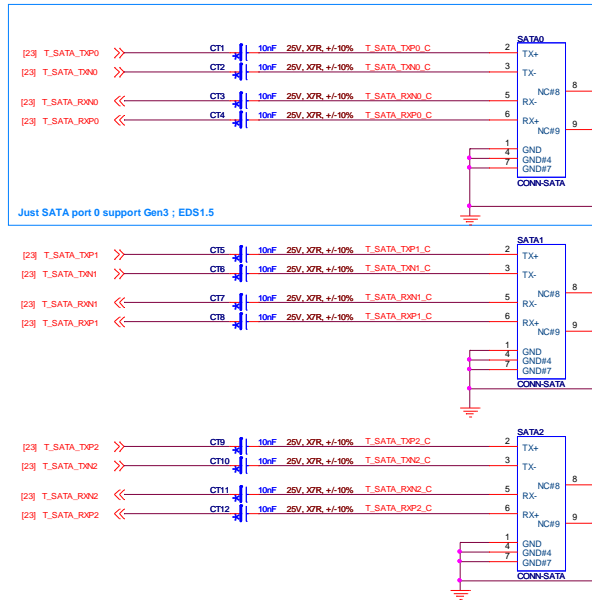 SATA0
[23] T_SATA_TXP0 CT1 10nF 25V, X7R, +/-10% T_SATA_TXP0_C 2 TX+
[23] T_SATA_TXN0 CT2 10nF 25V, X7R, +/-10% T_SATA_TXN0_C 3 TX-
NC#8 8
[23] T_SATA_RXN0 CT3 10nF 25V, X7R, +/-10% T_SATA_RXN0_C 5 RX-
[23] T_SATA_RXP0 CT4 10nF 25V, X7R, +/-10% T_SATA_RXP0_C 6 RX+
NC#9 9
1 GND
4 GND#4
7 GND#7
CONN-SATA
Just SATA port 0 support Gen3 ; EDS1.5
SATA1
[23] T_SATA_TXP1 CT5 10nF 25V, X7R, +/-10% T_SATA_TXP1_C 2 TX+
[23] T_SATA_TXN1 CT6 10nF 25V, X7R, +/-10% T_SATA_TXN1_C 3 TX-
NC#8 8
[23] T_SATA_RXN1 CT7 10nF 25V, X7R, +/-10% T_SATA_RXN1_C 5 RX-
[23] T_SATA_RXP1 CT8 10nF 25V, X7R, +/-10% T_SATA_RXP1_C 6 RX+
NC#9 9
1 GND
4 GND#4
7 GND#7
CONN-SATA
SATA2
[23] T_SATA_TXP2 CT9 10nF 25V, X7R, +/-10% T_SATA_TXP2_C 2 TX+
[23] T_SATA_TXN2 CT10 10nF 25V, X7R, +/-10% T_SATA_TXN2_C 3 TX-
NC#8 8
[23] T_SATA_RXN2 CT11 10nF 25V, X7R, +/-10% T_SATA_RXN2_C 5 RX-
[23] T_SATA_RXP2 CT12 10nF 25V, X7R, +/-10% T_SATA_RXP2_C 6 RX+
NC#9 9
1 GND
4 GND#4
7 GND#7
CONN-SATA